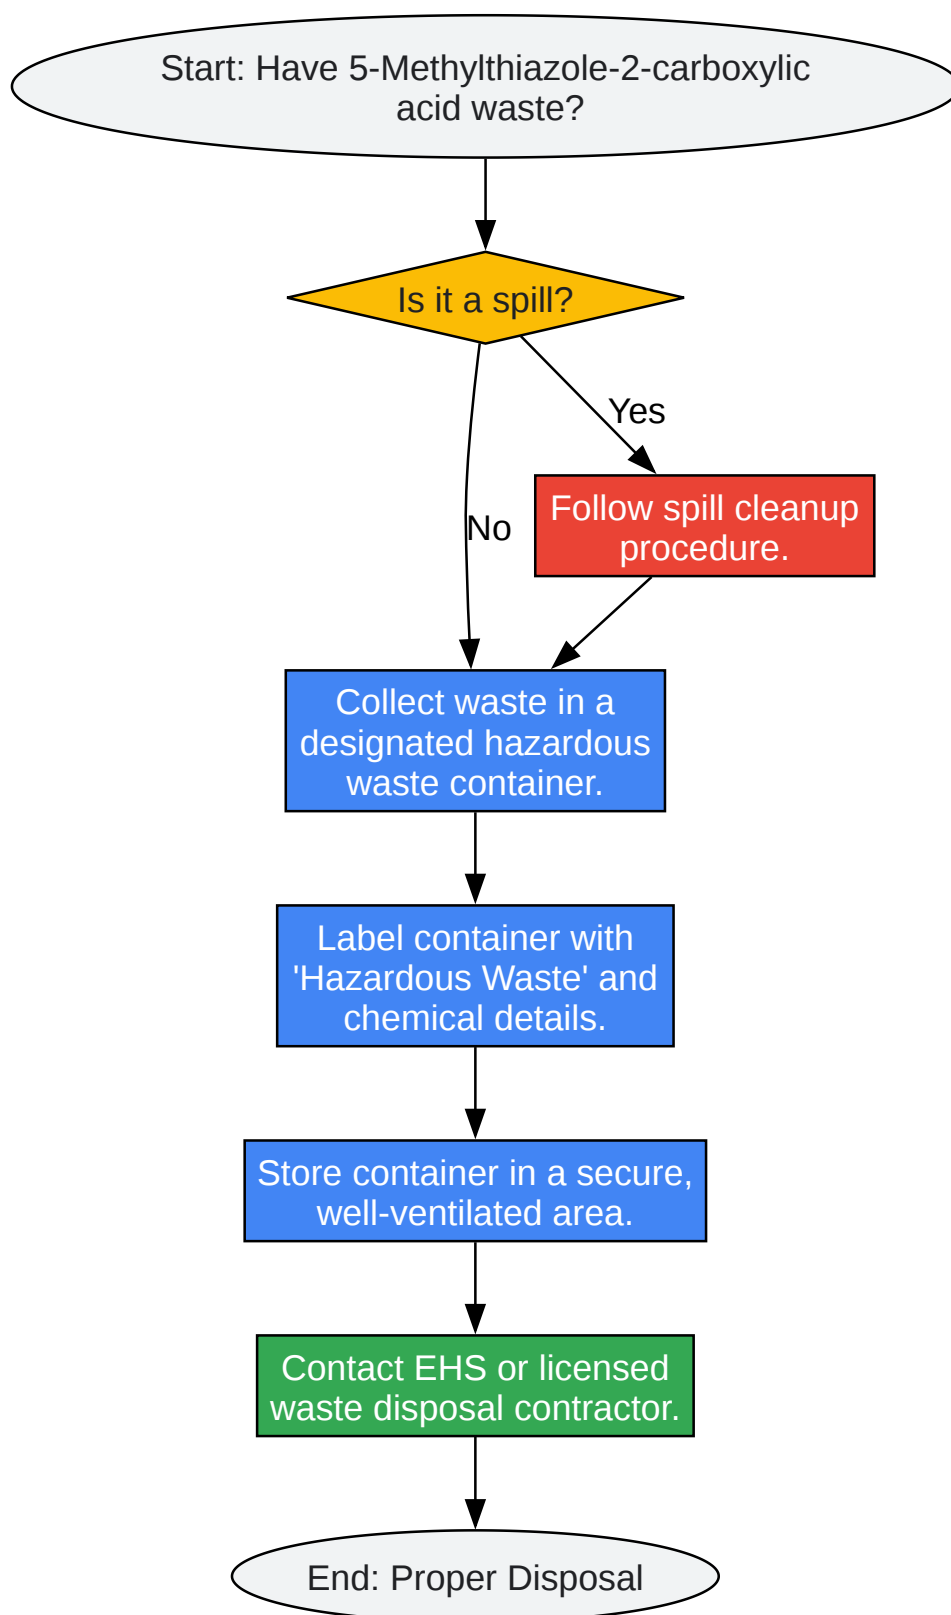 Start: Have 5-Methylthiazole-2-carboxylic
acid waste?
Is it a spill?
Yes
Follow spill cleanup
procedure.
No
Collect waste in a
designated hazardous
waste container.
Label container with
'Hazardous Waste' and
chemical details.
Store container in a secure,
well-ventilated area.
Contact EHS or licensed
waste disposal contractor.
End: Proper Disposal